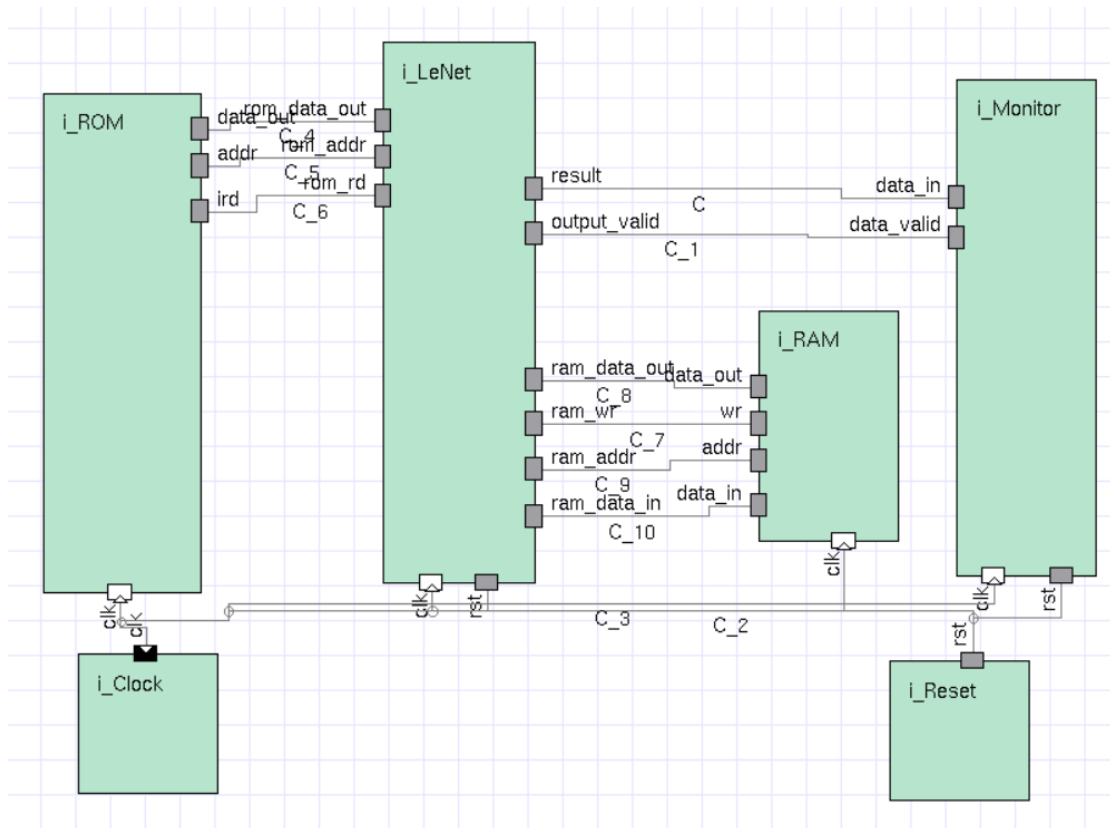 i_LeNet
i_ROM
i_Monitor
data_out
rom_data_out
C_4
addr
rom_addr
C_5
ird
rom_rd
C_6
result
C
data_in
output_valid
C_1
data_valid
i_RAM
ram_data_out
data_out
C_8
ram_wr
wr
C_7
ram_addr
addr
C_9
ram_data_in
data_in
C_10
clk
clk
clk
rst
clk
clk
rst
C_3
C_2
rst
i_Clock
i_Reset